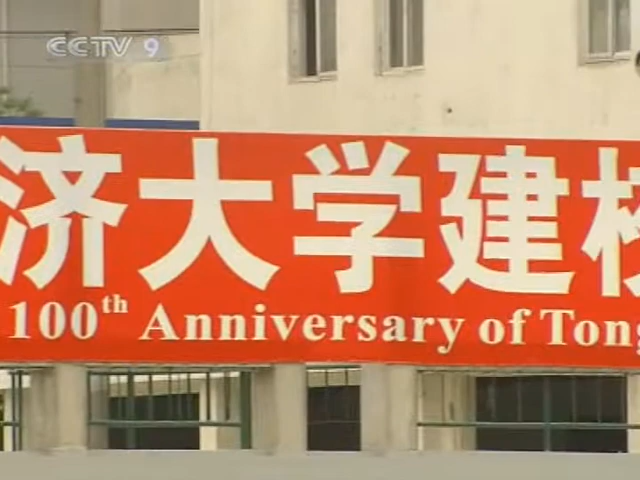 CCTV 9
济大学建校
100th Anniversary of Tong